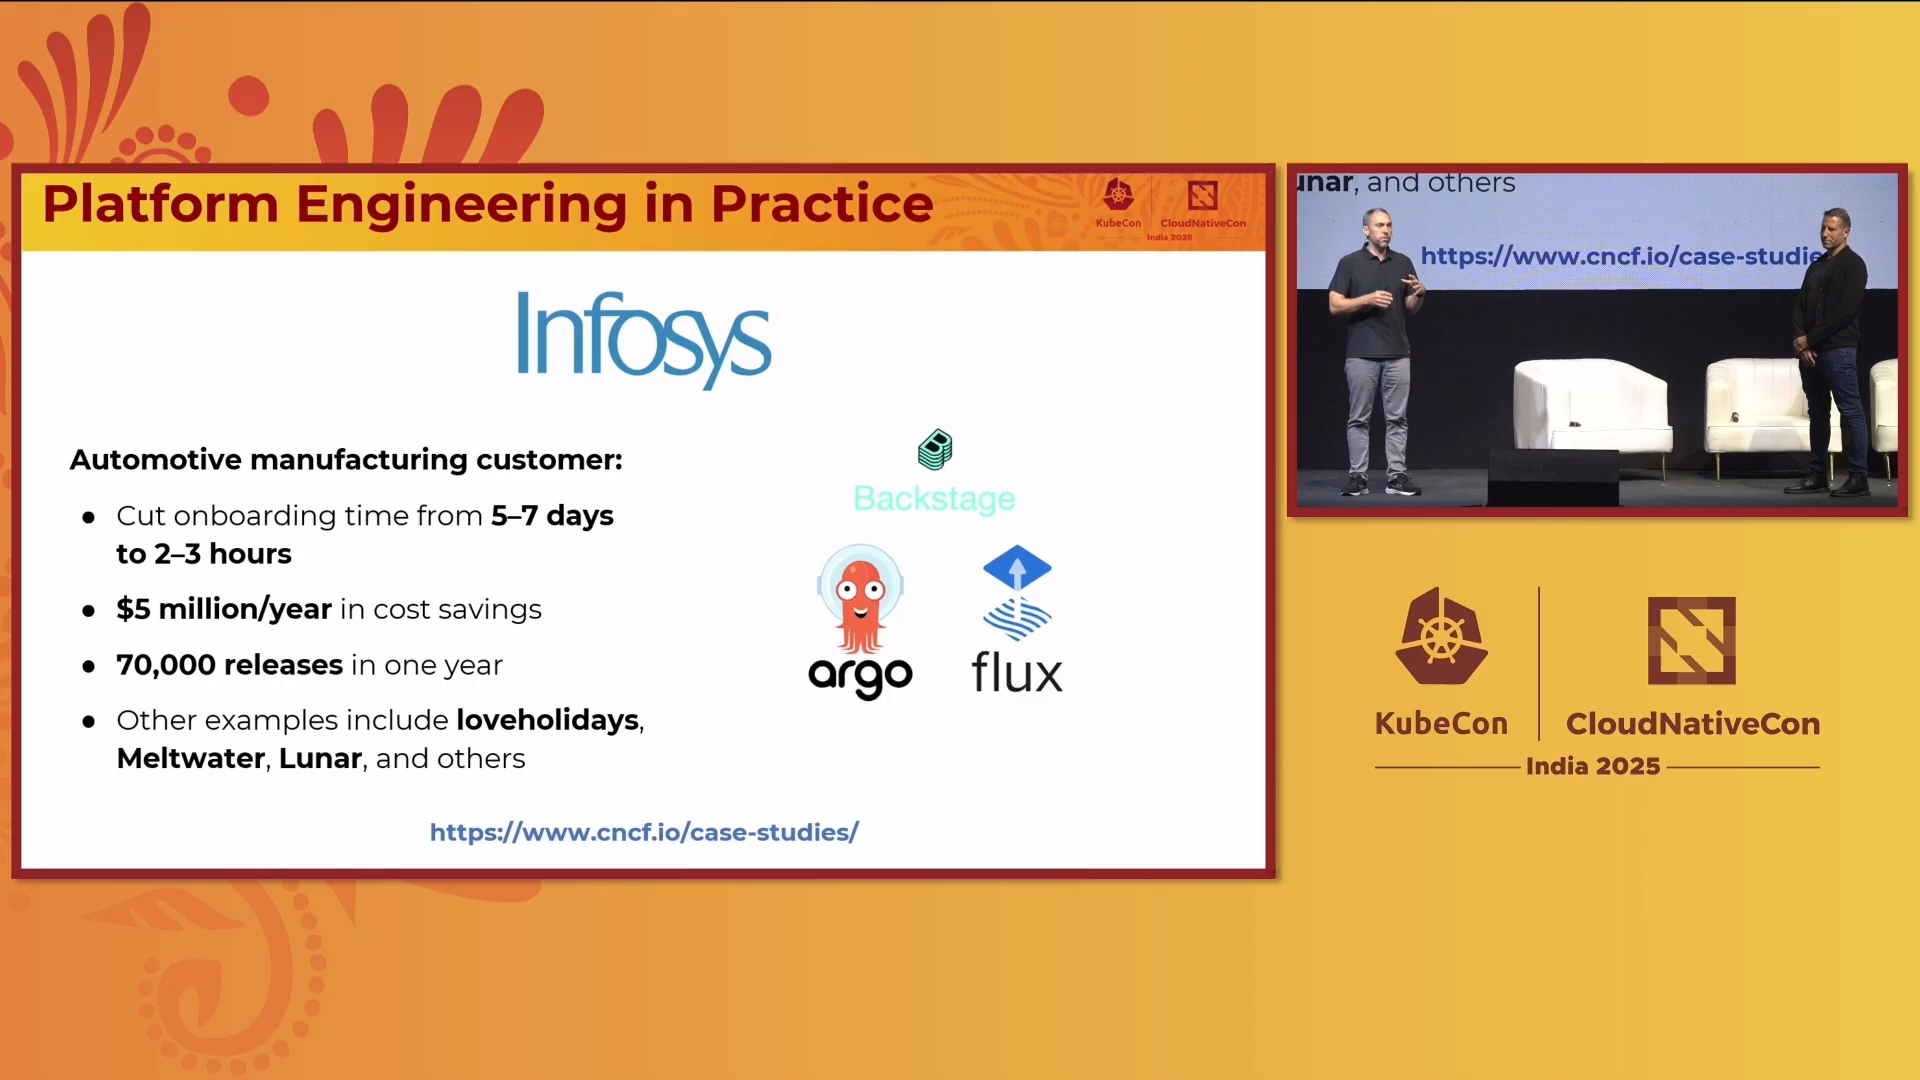 Platform Engineering in Practice
KubeCon
CloudNativeCon
India 2025
Infosys
Automotive manufacturing customer:
● Cut onboarding time from 5–7 days
to 2–3 hours
● $5 million/year in cost savings
● 70,000 releases in one year
● Other examples include loveholidays,
Meltwater, Lunar, and others
Backstage
argo
flux
https://www.cncf.io/case-studies/
unar, and others
https://www.cncf.io/case-studie
KubeCon
CloudNativeCon
India 2025